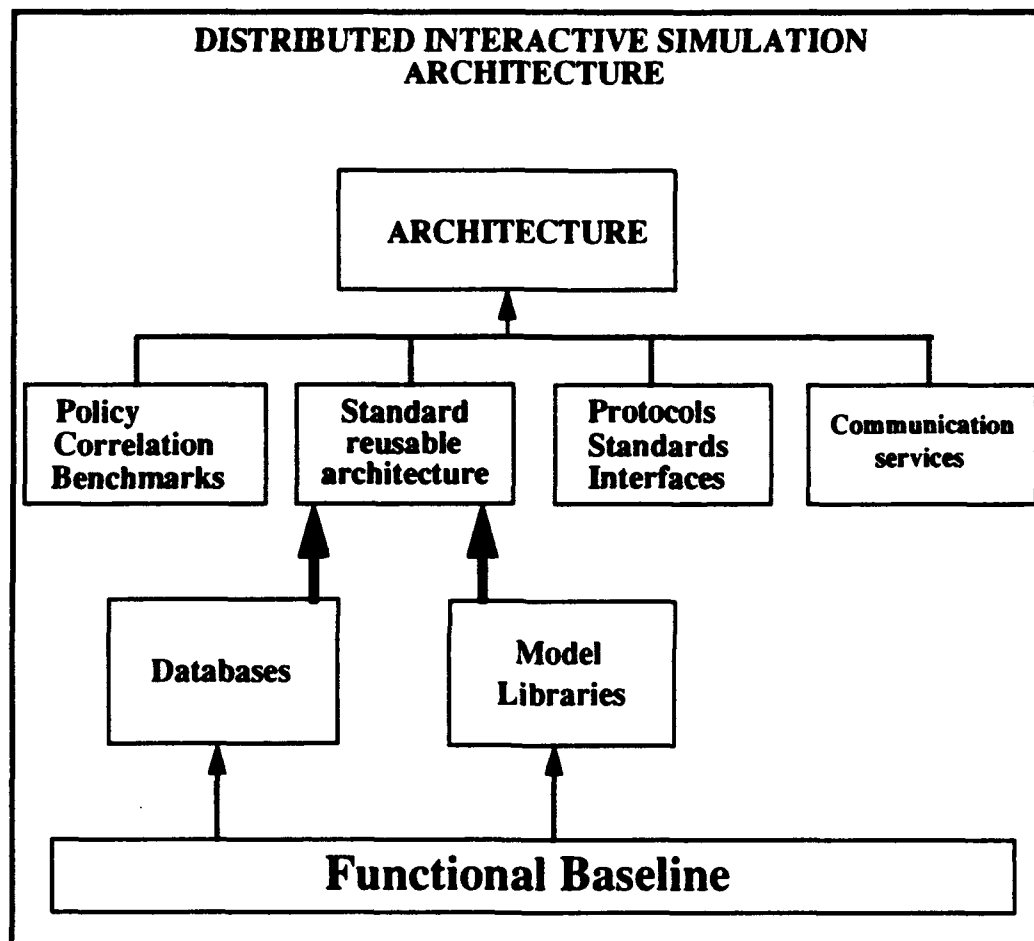 DISTRIBUTED INTERACTIVE SIMULATION
ARCHITECTURE
ARCHITECTURE
Policy
Correlation
Benchmarks
Standard
reusable
architecture
Protocols
Standards
Interfaces
Communication
services
Databases
Model
Libraries
Functional Baseline